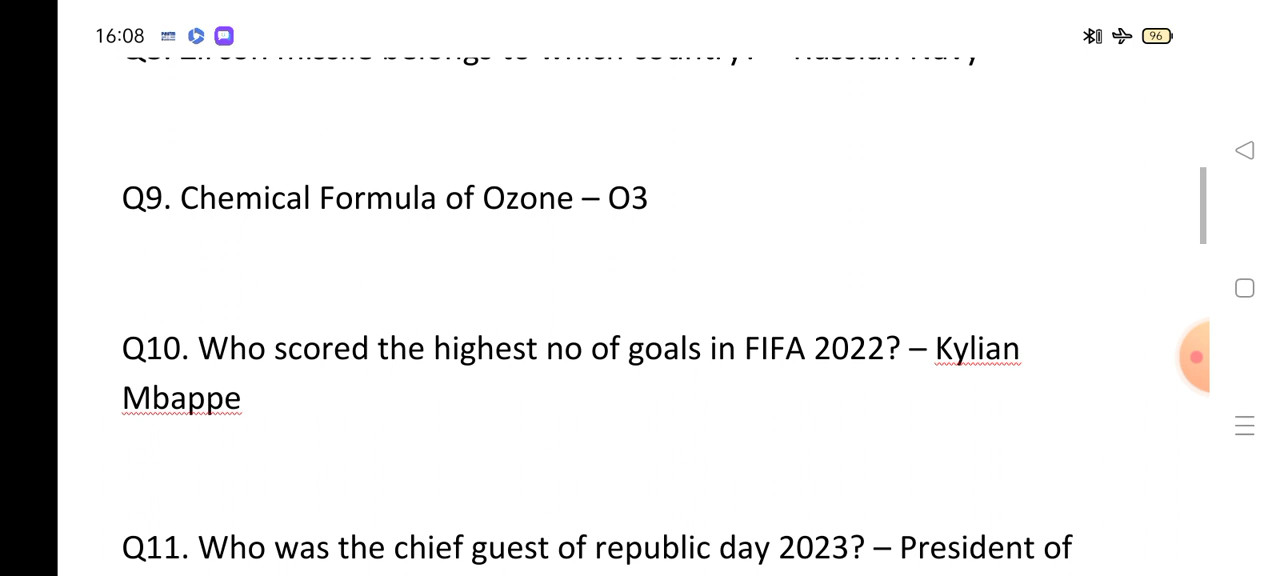 16:08
96
Q9. Chemical Formula of Ozone – O3
Q10. Who scored the highest no of goals in FIFA 2022? – Kylian
Mbappe
Q11. Who was the chief guest of republic day 2023? – President of